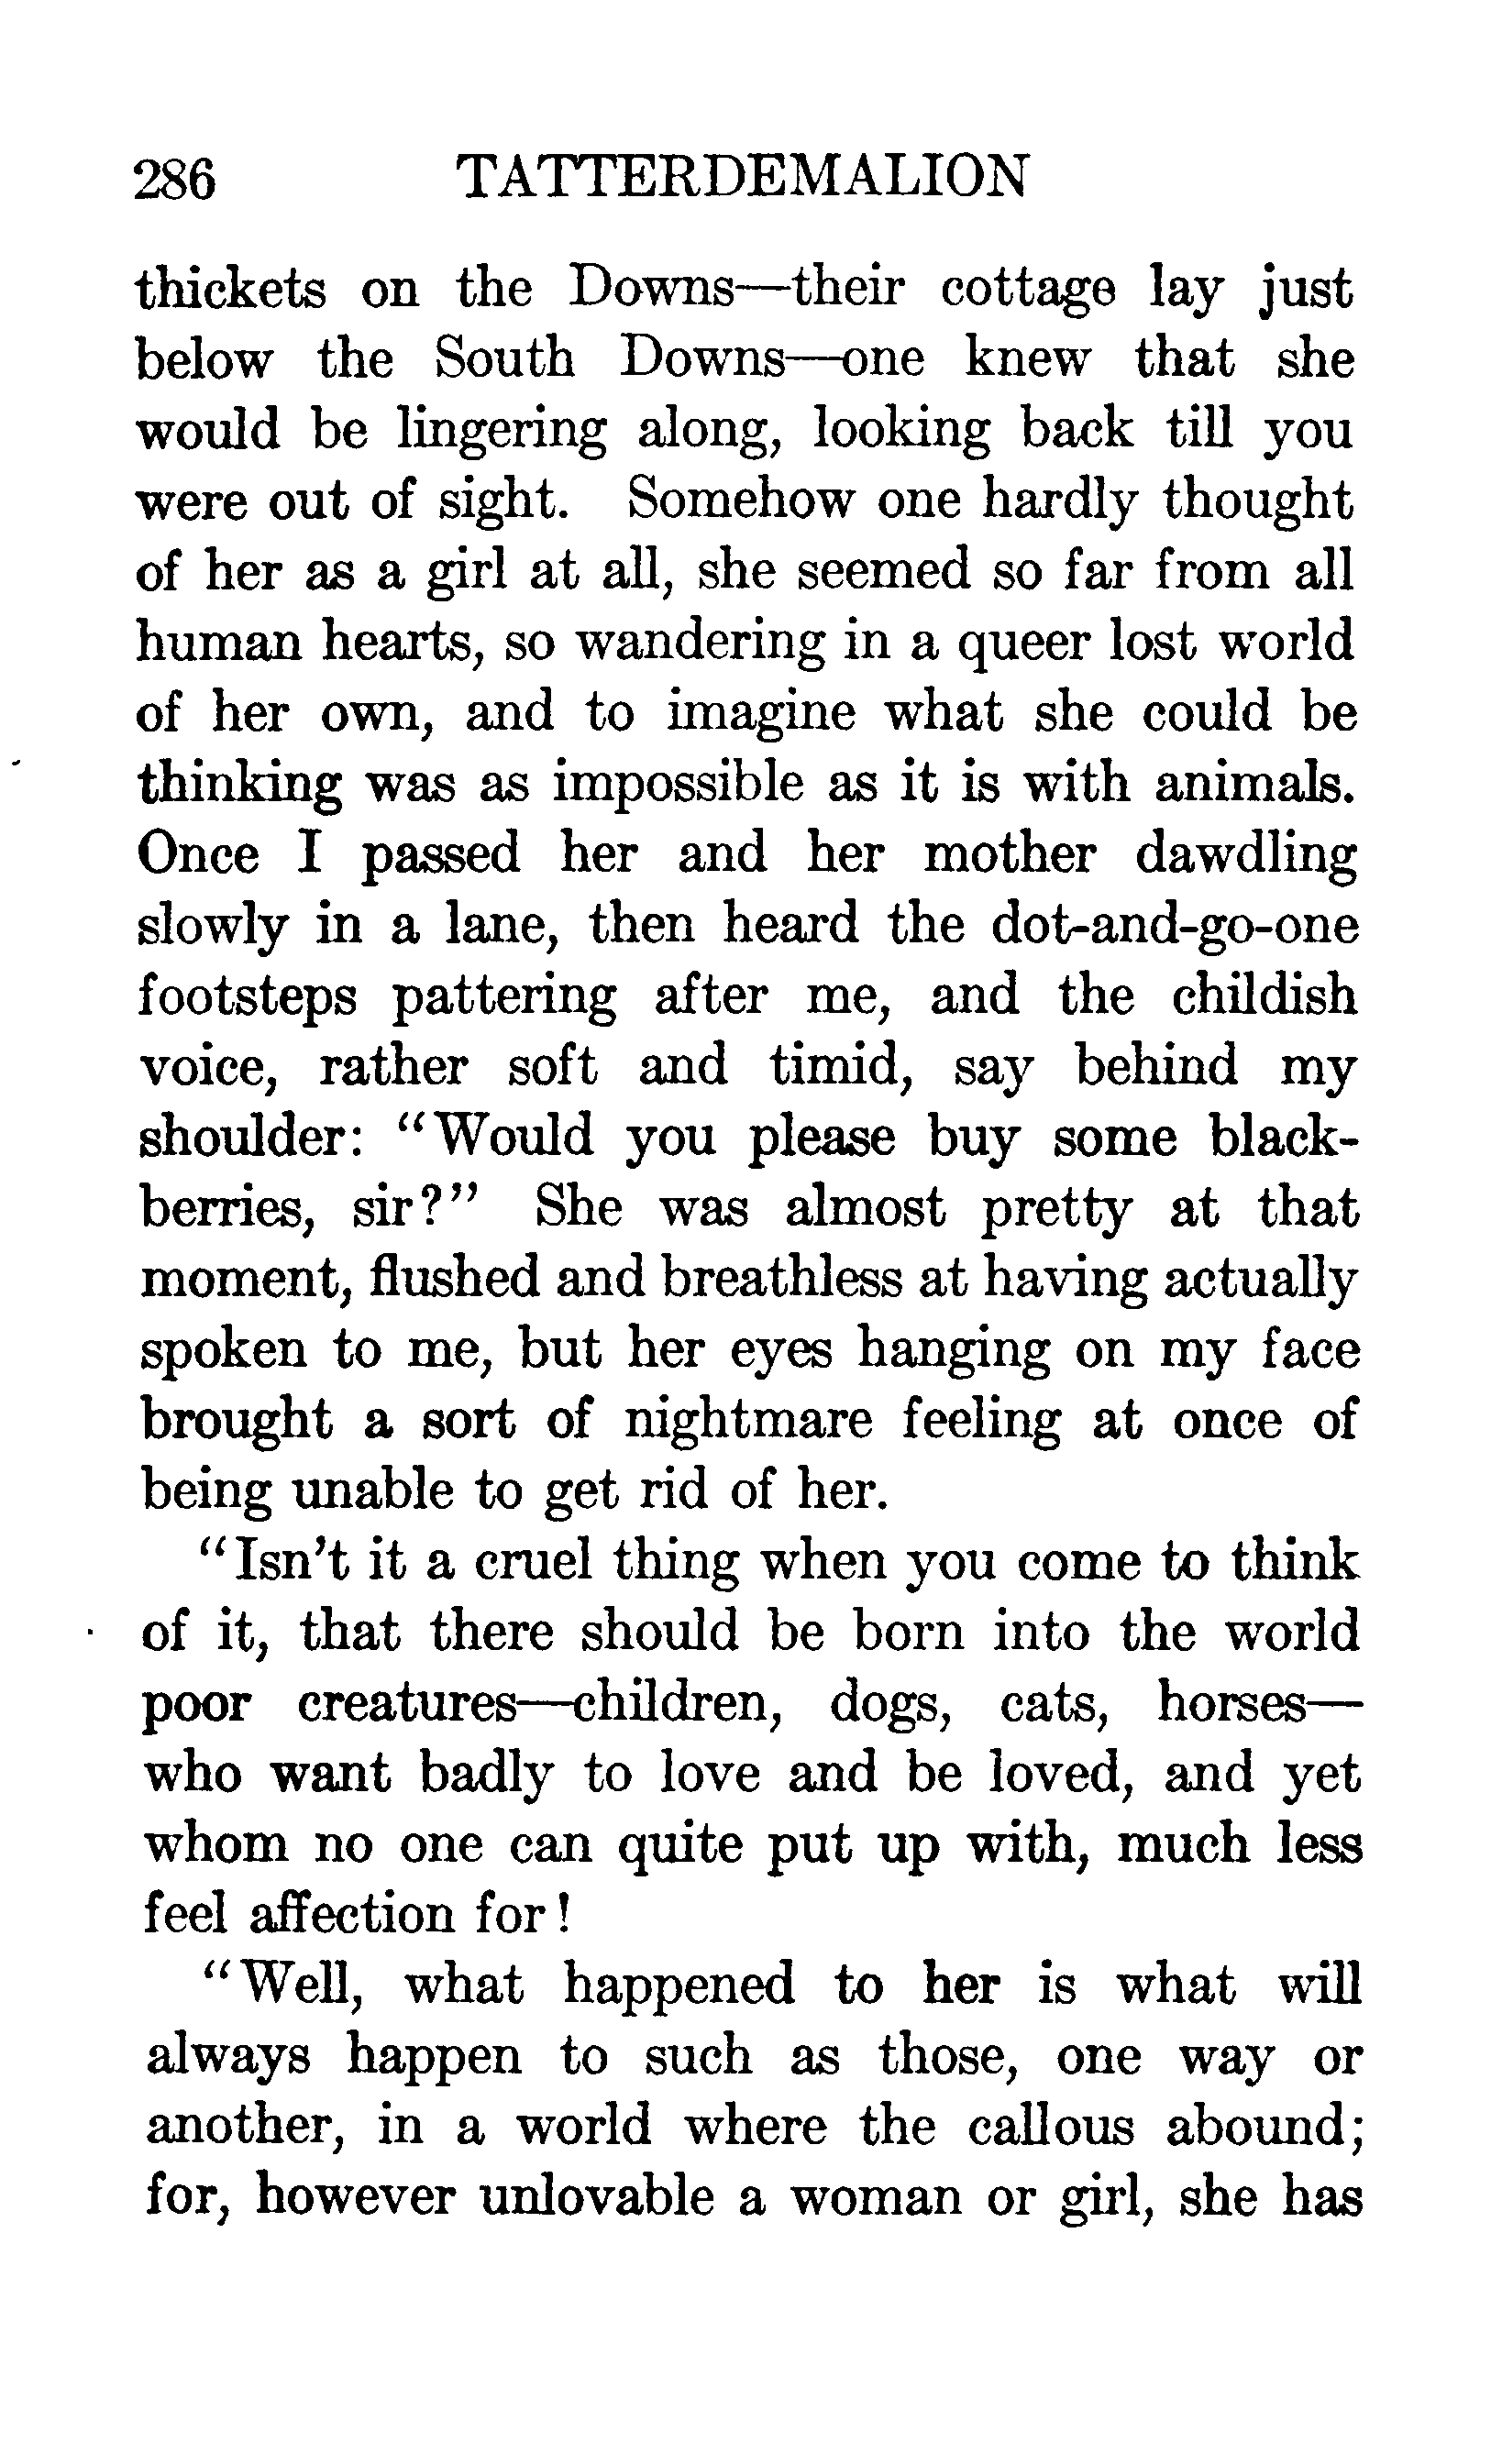 286 TATTERDEMALION
thickets on the Downs—their cottage lay just
below the South Downs—one knew that she
would be lingering along, looking back till you
were out of sight. Somehow one hardly thought
of her as a girl at all, she seemed so far from all
human hearts, so wandering in a queer lost world
of her own, and to imagine what she could be
thinking was as impossible as it is with animals.
Once I passed her and her mother dawdling
slowly in a lane, then heard the dot-and-go-one
footsteps pattering after me, and the childish
voice, rather soft and timid, say behind my
shoulder: “Would you please buy some black-
berries, sir?” She was almost pretty at that
moment, flushed and breathless at having actually
spoken to me, but her eyes hanging on my face
brought a sort of nightmare feeling at once of
being unable to get rid of her.
“Isn’t it a cruel thing when you come to think
of it, that there should be born into the world
poor creatures—children, dogs, cats, horses—
who want badly to love and be loved, and yet
whom no one can quite put up with, much less
feel affection for!
“Well, what happened to her is what will
always happen to such as those, one way or
another, in a world where the callous abound;
for, however unlovable a woman or girl, she has